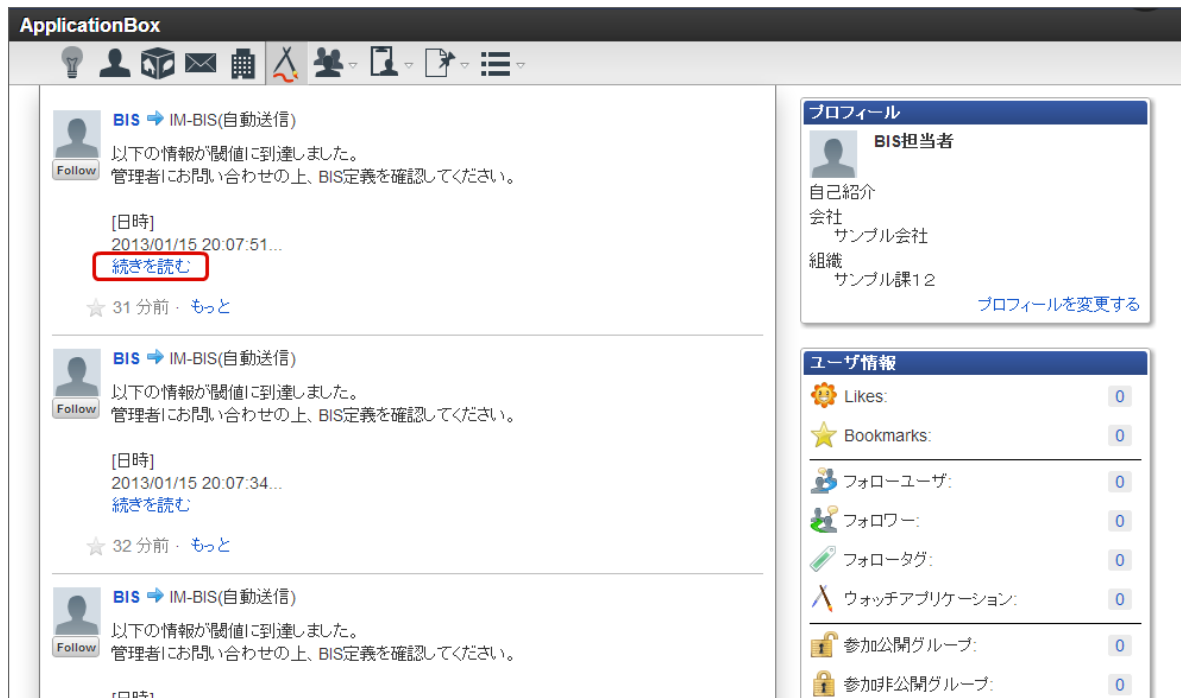 ApplicationBox
BIS IM-BIS(自動送信)
以下の情報が閾値に到達しました。
Follow
管理者にお問い合わせの上、BIS定義を確認してください。
[日時]
2013/01/15 20:07:51...
続きを読む
31 分前 · もっと
BIS IM-BIS(自動送信)
以下の情報が閾値に到達しました。
Follow
管理者にお問い合わせの上、BIS定義を確認してください。
[日時]
2013/01/15 20:07:34...
続きを読む
32 分前 · もっと
BIS IM-BIS(自動送信)
以下の情報が閾値に到達しました。
Follow
管理者にお問い合わせの上、BIS定義を確認してください。
[日時]
プロフィール
BIS担当者
自己紹介
会社
サンプル会社
組織
サンプル課12
プロフィールを変更する
ユーザ情報
Likes: 0
Bookmarks: 0
フォローユーザ: 0
フォロワー: 0
フォロータグ: 0
ウォッチアプリケーション: 0
参加公開グループ: 0
参加非公開グループ: 0